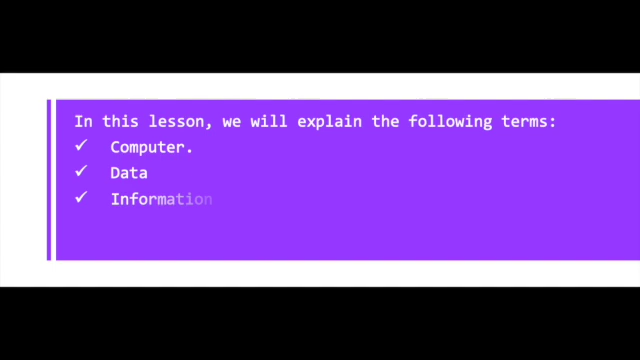 In this lesson, we will explain the following terms:
✓ Computer.
✓ Data
✓ Information